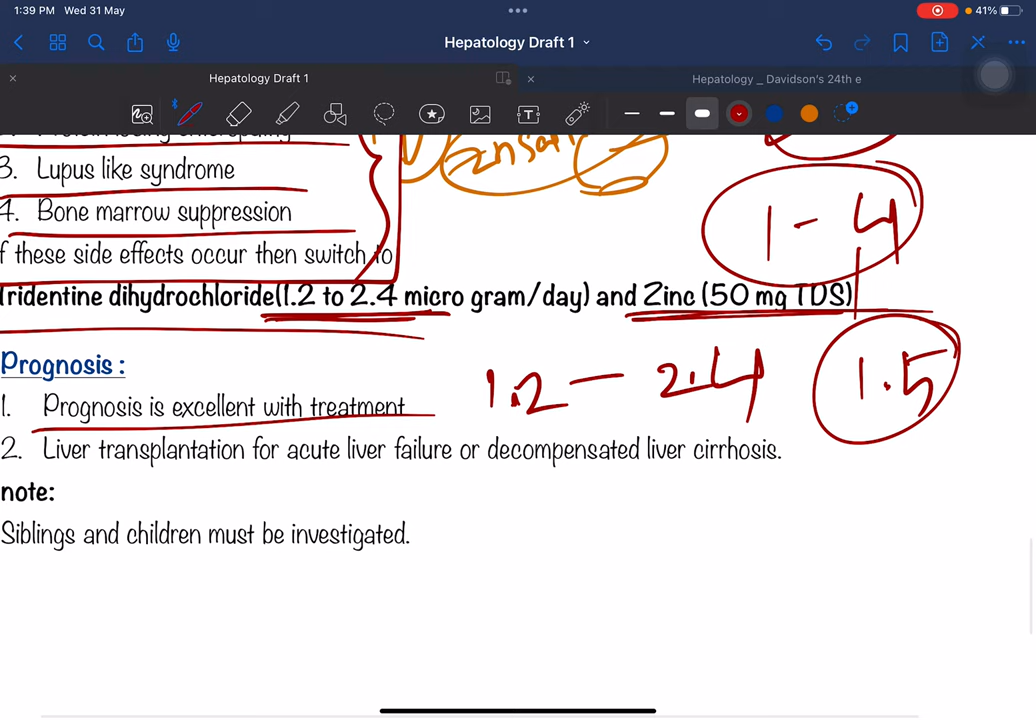 1:39 PM Wed 31 May
41%
Hepatology Draft 1
Hepatology Draft 1
Hepatology _ Davidson's 24th e
3. Lupus like syndrome
4. Bone marrow suppression
1 - 4
f these side effects occur then switch to
Tridentine dihydrochloride(1.2 to 2.4 micro gram/day) and Zinc (50 mg TDS)
Prognosis :
1.2 - 2.4
1.5
1. Prognosis is excellent with treatment
2. Liver transplantation for acute liver failure or decompensated liver cirrhosis.
note:
Siblings and children must be investigated.